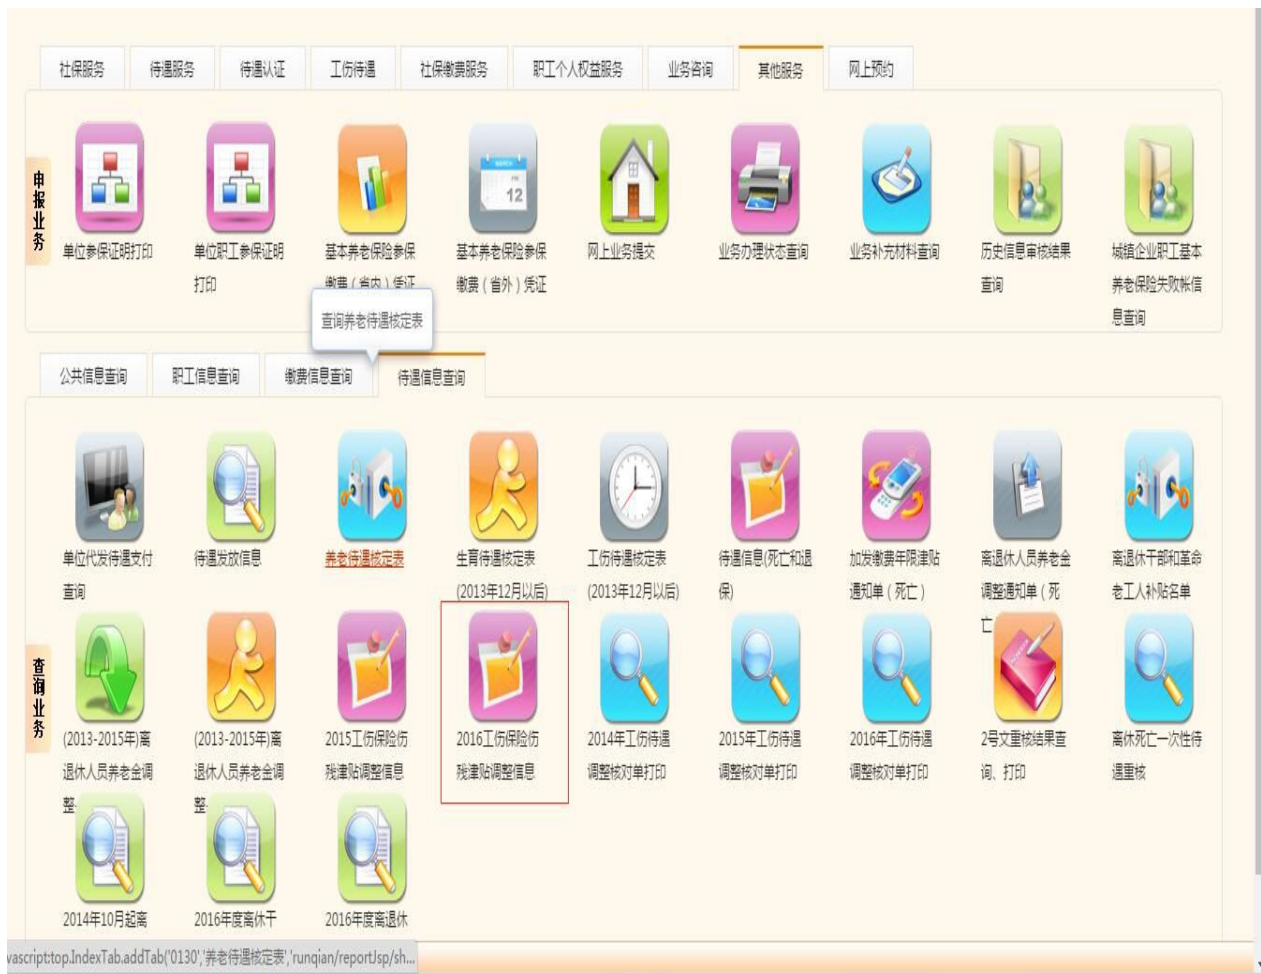 社保服务
待遇服务
待遇认证
工伤待遇
社保缴费服务
职工个人权益服务
业务咨询
其他服务
网上预约
申报业务
单位参保证明打印
单位职工参保证明
打印
基本养老保险参保
缴费(省内)凭证
基本养老保险参保
缴费(省外)凭证
12
网上业务提交
业务办理状态查询
业务补充材料查询
历史信息审核结果
查询
城镇企业职工基本
养老保险失败帐信
息查询
查询养老待遇核定表
公共信息查询
职工信息查询
缴费信息查询
待遇信息查询
查询业务
单位代发待遇支付
查询
待遇发放信息
养老待遇核定表
生育待遇核定表
(2013年12月以后)
工伤待遇核定表
(2013年12月以后)
待遇信息(死亡和退
保)
加发缴费年限津贴
通知单(死亡)
离退休人员养老金
调整通知单(死
亡
离退休干部和革命
老工人补贴名单
(2013-2015年)离
退休人员养老金调
整
(2013-2015年)离
退休人员养老金调
整
2015工伤保险伤
残津贴调整信息
2016工伤保险伤
残津贴调整信息
2014年工伤待遇
调整核对单打印
2015年工伤待遇
调整核对单打印
2016年工伤待遇
调整核对单打印
2号文重核结果查
询、打印
离休死亡一次性待
遇重核
2014年10月起离
2016年度离休干
2016年度离退休
vascript:top.IndexTab.addTab('0130','养老待遇核定表','runqian/reportJsp/sh...